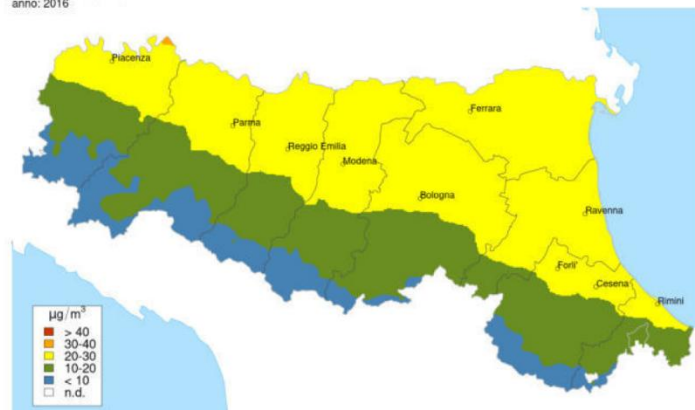 anno: 2016
Piacenza
Parma
Reggio Emilia
Modena
Ferrara
Bologna
Ravenna
Forli'
Cesena
Rimini
µg/m³
> 40
30-40
20-30
10-20
< 10
n.d.